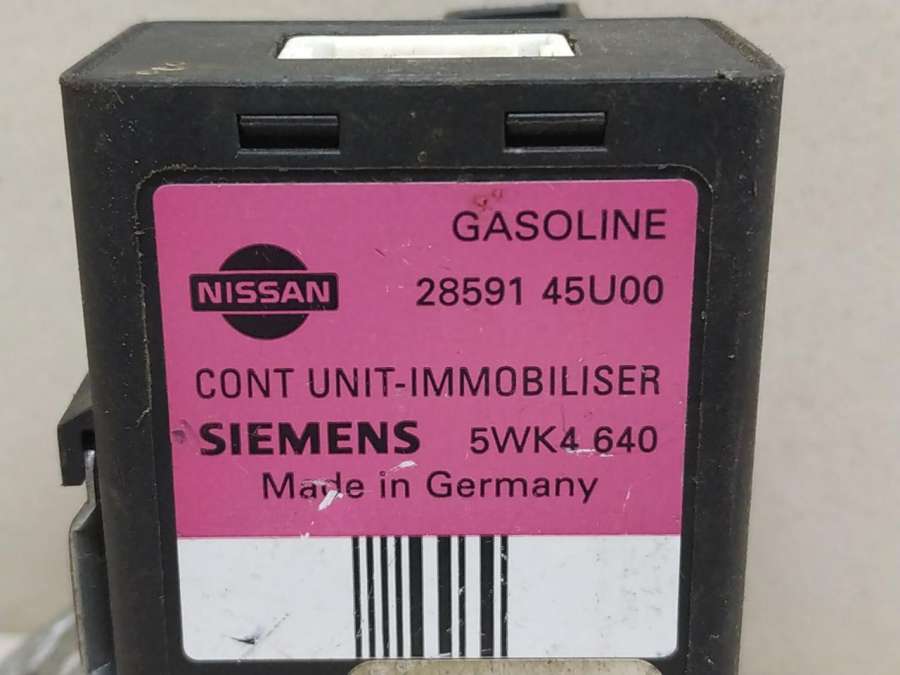 GASOLINE
NISSAN
28591 45U00
CONT UNIT-IMMOBILISER
SIEMENS 5WK4 640
Made in Germany